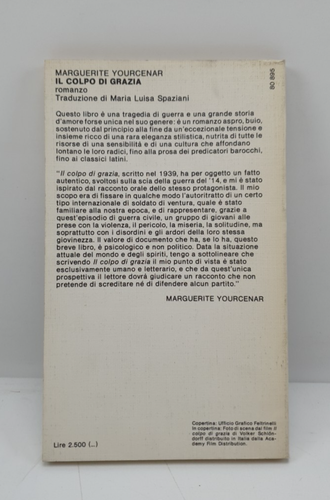 MARGUERITE YOURCENAR
IL COLPO DI GRAZIA
romanzo
Traduzione di Maria Luisa Spaziani
80 895
Questo libro è una tragedia di guerra e una grande storia
d'amore forse unica nel suo genere: è un romanzo aspro, buio,
sostenuto dal principio alla fine da un'eccezionale tensione e
insieme ricco di una rara eleganza stilistica, nutrita di tutte le
risorse di una sensibilità e di una cultura che affondano
lontano le loro radici, fino alla prosa dei predicatori barocchi,
fino ai classici latini.
"Il colpo di grazia, scritto nel 1939, ha per oggetto un fatto
autentico, svoltosi sulla scia della guerra del '14, e mi è stato
ispirato dal racconto orale dello stesso protagonista. Il mio
scopo era di fissare in qualche modo l'autoritratto di un certo
tipo internazionale di soldato di ventura, quale è stato
familiare alla nostra epoca, e di rappresentare, grazie a
quest'episodio di guerra civile, un gruppo di giovani alle
prese con la violenza, il pericolo, la miseria, la solitudine, ma
soprattutto con i disordini e gli ardori della loro stessa
giovinezza. Il valore di documento che ha, se lo ha, questo
breve libro, è psicologico e non politico. Data la situazione
attuale del mondo e degli spiriti, tengo a sottolineare che
scrivendo Il colpo di grazia il mio punto di vista è stato
esclusivamente umano e letterario, e che da quest'unica
prospettiva il lettore dovrà giudicare un racconto che non
pretende di screditare né di difendere alcun partito."
MARGUERITE YOURCENAR
Copertina: Ufficio Grafico Feltrinelli
In copertina: Foto di scena del film Il
colpo di grazia di Volker Schlön-
dorff distribuito in Italia dalla Aca-
demy Film Distribution.
Lire 2.500 (...)